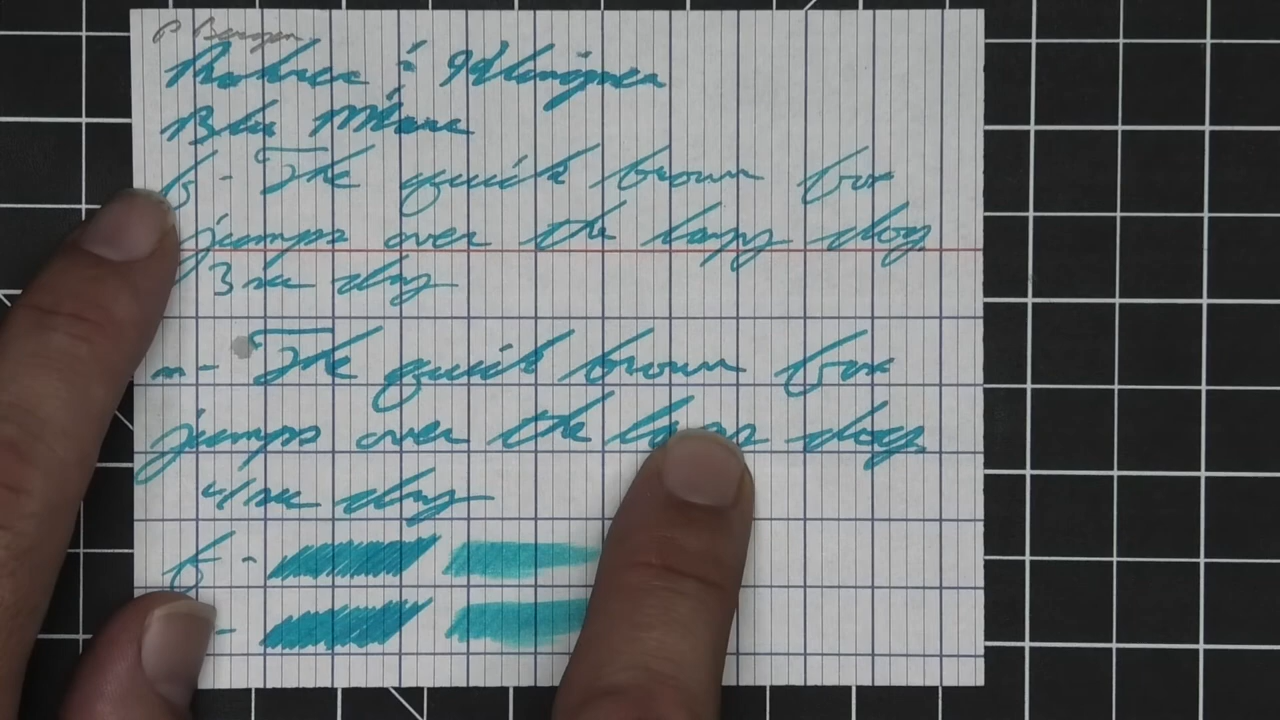 P Bergen
Rohrer & Klingner
Blu Mare
f - The quick brown fox
jumps over the lazy dog
3 sec dry
m - The quick brown fox
jumps over the lazy dog
4 sec dry
f -
-